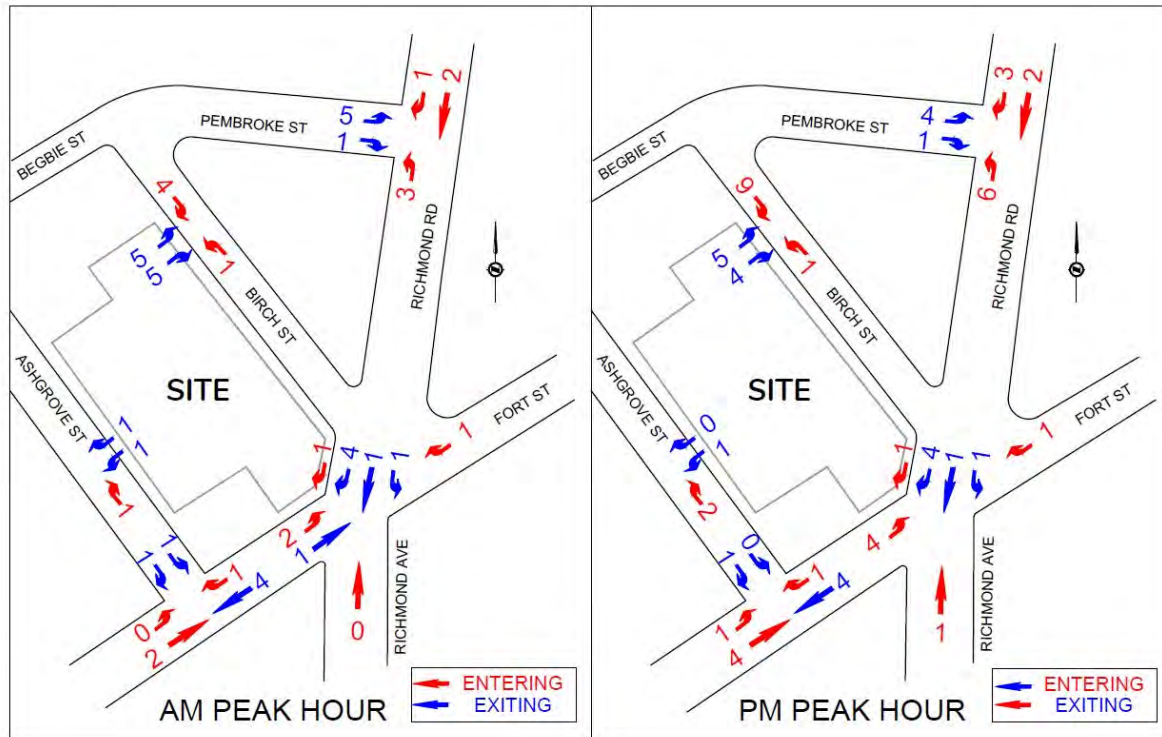 1
2
5
PEMBROKE ST
1
3
BEGBIE ST
RICHMOND RD
4
1
5
5
BIRCH ST
ASHGROVE ST
SITE
FORT ST
1
1
1
1
1
4
1
1
2
1
1
1
1
4
0
2
0
RICHMOND AVE
AM PEAK HOUR
ENTERING
EXITING
3
2
4
PEMBROKE ST
1
6
BEGBIE ST
RICHMOND RD
9
1
5
4
BIRCH ST
ASHGROVE ST
SITE
FORT ST
0
1
2
1
1
4
1
1
4
1
0
1
4
1
4
1
RICHMOND AVE
PM PEAK HOUR
ENTERING
EXITING